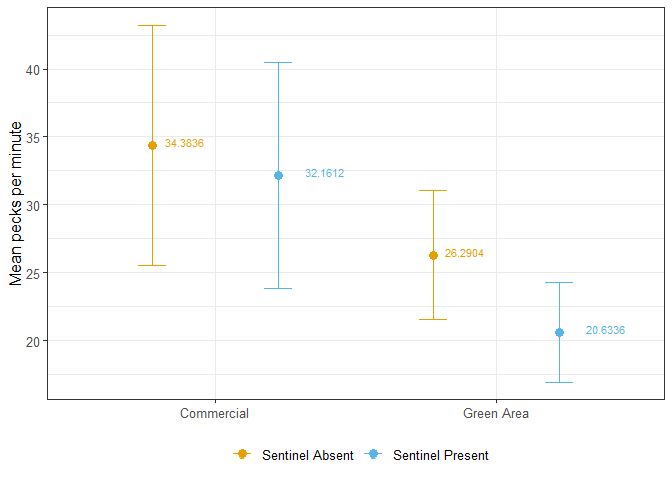 Mean pecks per minute
40
35
30
25
20
34.3836
32.1612
26.2904
20.6336
Commercial
Green Area
Sentinel Absent
Sentinel Present